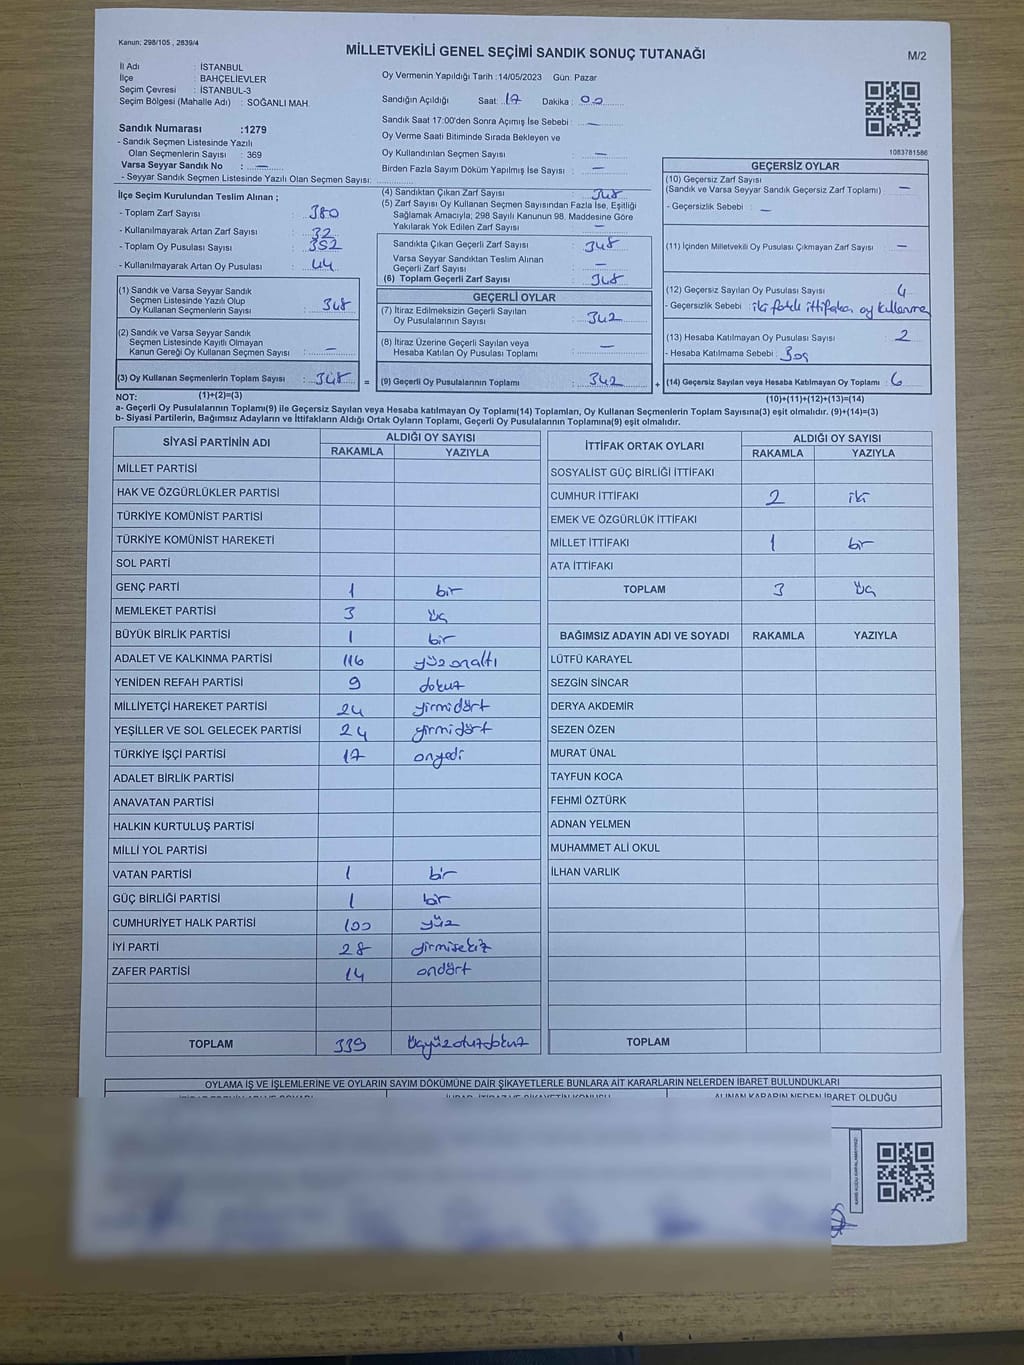 Kanun: 298/105 , 2839/4
MİLLETVEKİLİ GENEL SEÇİMİ SANDIK SONUÇ TUTANAĞI
M/2
İl Adı : İSTANBUL
İlçe : BAHÇELİEVLER
Seçim Çevresi : İSTANBUL-3
Seçim Bölgesi (Mahalle Adı) : SOĞANLI MAH.
Sandık Numarası :1279
- Sandık Seçmen Listesinde Yazılı
Olan Seçmenlerin Sayısı : 369
Varsa Seyyar Sandık No : —
- Seyyar Sandık Seçmen Listesinde Yazılı Olan Seçmen Sayısı:
Oy Vermenin Yapıldığı Tarih :14/05/2023 Gün: Pazar
Sandığın Açıldığı Saat: 17 Dakika : 00
Sandık Saat 17:00'den Sonra Açımış İse Sebebi : —
Oy Verme Saati Bitiminde Sırada Bekleyen ve
Oy Kullandırılan Seçmen Sayısı : —
Birden Fazla Sayım Döküm Yapılmış İse Sayısı : —
1083781586
İlçe Seçim Kurulundan Teslim Alınan ;
- Toplam Zarf Sayısı : 380
- Kullanılmayarak Artan Zarf Sayısı : 32
- Toplam Oy Pusulası Sayısı : 352
- Kullanılmayarak Artan Oy Pusulası : 44
(1) Sandık ve Varsa Seyyar Sandık
Seçmen Listesinde Yazılı Olup
Oy Kullanan Seçmenlerin Sayısı : 348
(2) Sandık ve Varsa Seyyar Sandık
Seçmen Listesinde Kayıtlı Olmayan
Kanun Gereği Oy Kullanan Seçmen Sayısı : —
(3) Oy Kullanan Seçmenlerin Toplam Sayısı : 348
(1)+(2)=(3)
(4) Sandıktan Çıkan Zarf Sayısı : 348
(5) Zarf Sayısı Oy Kullanan Seçmen Sayısından Fazla İse, Eşitliği
Sağlamak Amacıyla; 298 Sayılı Kanunun 98. Maddesine Göre
Yakılarak Yok Edilen Zarf Sayısı : —
Sandıkta Çıkan Geçerli Zarf Sayısı : 348
Varsa Seyyar Sandıktan Teslim Alınan
Geçerli Zarf Sayısı : —
(6) Toplam Geçerli Zarf Sayısı : 348
GEÇERLİ OYLAR
(7) İtiraz Edilmeksizin Geçerli Sayılan
Oy Pusulalarının Sayısı : 342
(8) İtiraz Üzerine Geçerli Sayılan veya
Hesaba Katılan Oy Pusulası Toplamı : —
= (9) Geçerli Oy Pusulalarının Toplamı : 342
GEÇERSİZ OYLAR
(10) Geçersiz Zarf Sayısı
(Sandık ve Varsa Seyyar Sandık Geçersiz Zarf Toplamı) —
- Geçersizlik Sebebi : —
(11) İçinden Milletvekili Oy Pusulası Çıkmayan Zarf Sayısı : —
(12) Geçersiz Sayılan Oy Pusulası Sayısı : 4
- Geçersizlik Sebebi : iki farklı ittifaka oy kullanma
(13) Hesaba Katılmayan Oy Pusulası Sayısı : 2
- Hesaba Katılmama Sebebi : Boş
+ (14) Geçersiz Sayılan veya Hesaba Katılmayan Oy Toplamı : 6
(10)+(11)+(12)+(13)=(14)
NOT:
a- Geçerli Oy Pusulalarının Toplamı(9) ile Geçersiz Sayılan veya Hesaba katılmayan Oy Toplamı(14) Toplamları, Oy Kullanan Seçmenlerin Toplam Sayısına(3) eşit olmalıdır. (9)+(14)=(3)
b- Siyasi Partilerin, Bağımsız Adayların ve İttifakların Aldığı Ortak Oyların Toplamı, Geçerli Oy Pusulalarının Toplamına(9) eşit olmalıdır.
SİYASİ PARTİNİN ADI ALDIĞI OY SAYISI
RAKAMLA YAZIYLA
MİLLET PARTİSİ
HAK VE ÖZGÜRLÜKLER PARTİSİ
TÜRKİYE KOMÜNİST PARTİSİ
TÜRKİYE KOMÜNİST HAREKETİ
SOL PARTİ
GENÇ PARTİ 1 bir
MEMLEKET PARTİSİ 3 üç
BÜYÜK BİRLİK PARTİSİ 1 bir
ADALET VE KALKINMA PARTİSİ 116 yüzonaltı
YENİDEN REFAH PARTİSİ 9 dokuz
MİLLİYETÇİ HAREKET PARTİSİ 24 yirmidört
YEŞİLLER VE SOL GELECEK PARTİSİ 24 yirmidört
TÜRKİYE İŞÇİ PARTİSİ 17 onyedi
ADALET BİRLİK PARTİSİ
ANAVATAN PARTİSİ
HALKIN KURTULUŞ PARTİSİ
MİLLİ YOL PARTİSİ
VATAN PARTİSİ 1 bir
GÜÇ BİRLİĞİ PARTİSİ 1 bir
CUMHURİYET HALK PARTİSİ 100 yüz
İYİ PARTİ 28 yirmisekiz
ZAFER PARTİSİ 14 ondört
TOPLAM 339 üçyüzotuzdokuz
İTTİFAK ORTAK OYLARI ALDIĞI OY SAYISI
RAKAMLA YAZIYLA
SOSYALİST GÜÇ BİRLİĞİ İTTİFAKI
CUMHUR İTTİFAKI 2 iki
EMEK VE ÖZGÜRLÜK İTTİFAKI
MİLLET İTTİFAKI 1 bir
ATA İTTİFAKI
TOPLAM 3 üç
BAĞIMSIZ ADAYIN ADI VE SOYADI RAKAMLA YAZIYLA
LÜTFÜ KARAYEL
SEZGİN SİNCAR
DERYA AKDEMİR
SEZEN ÖZEN
MURAT ÜNAL
TAYFUN KOCA
FEHMİ ÖZTÜRK
ADNAN YELMEN
MUHAMMET ALİ OKUL
İLHAN VARLIK
TOPLAM
OYLAMA İŞ VE İŞLEMLERİNE VE OYLARIN SAYIM DÖKÜMÜNE DAİR ŞİKAYETLERLE BUNLARA AİT KARARLARIN NELERDEN İBARET BULUNDUKLARI
ALINAN KARARIN NEDEN İBARET OLDUĞU